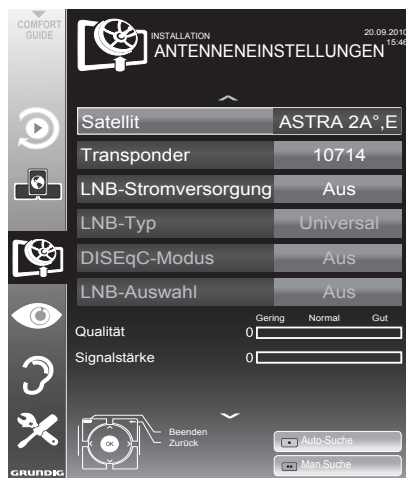 COMFORT
GUIDE
INSTALLATION
20.09.2010
ANTENNENEINSTELLUNGEN
15:46
Satellit ASTRA 2A°,E
Transponder 10714
LNB-Stromversorgung Aus
LNB-Typ Universal
DISEqC-Modus Aus
LNB-Auswahl Aus
Gering Normal Gut
Qualität 0
Signalstärke 0
OK
Beenden
Zurück
Auto-Suche
Man.Suche
GRUNDIG